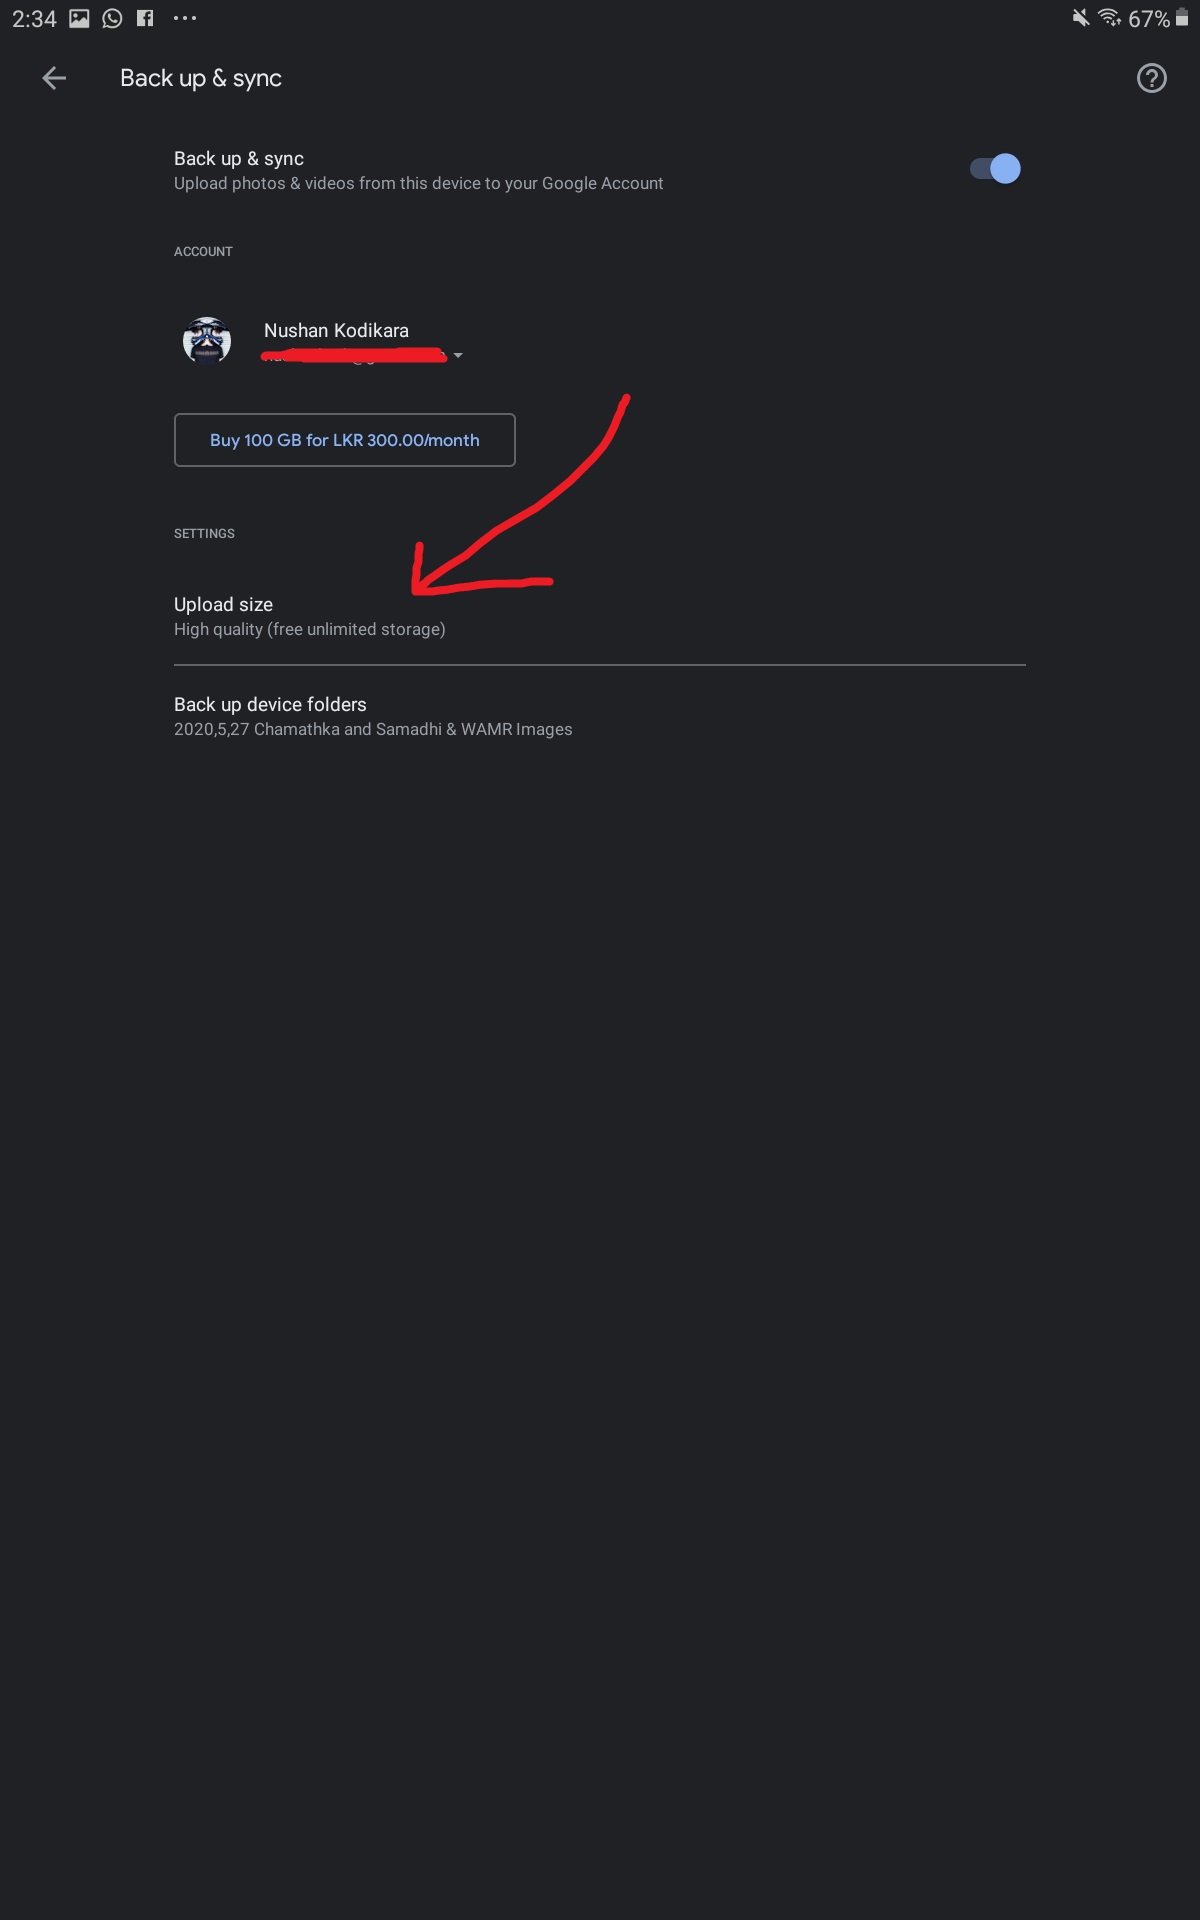 2:34
67%
Back up & sync
Back up & sync
Upload photos & videos from this device to your Google Account
ACCOUNT
Nushan Kodikara
Buy 100 GB for LKR 300.00/month
SETTINGS
Upload size
High quality (free unlimited storage)
Back up device folders
2020,5,27 Chamathka and Samadhi & WAMR Images